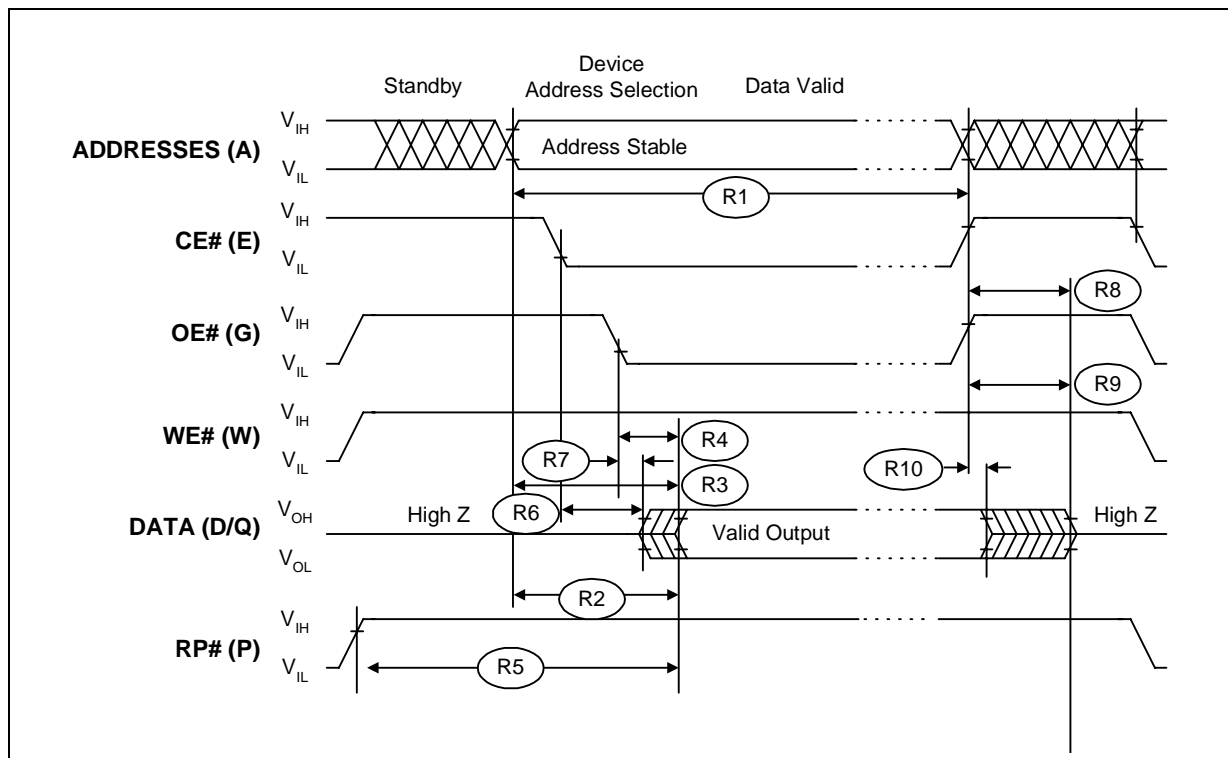 Device
Standby Address Selection Data Valid
V_IH
ADDRESSES (A) Address Stable
V_IL
R1
V_IH
CE# (E)
V_IL
R8
V_IH
OE# (G)
V_IL
R9
V_IH
WE# (W)
R4
V_IL R7 R10
R3
V_OH High Z R6 High Z
DATA (D/Q) Valid Output
V_OL
R2
V_IH
RP# (P)
V_IL R5